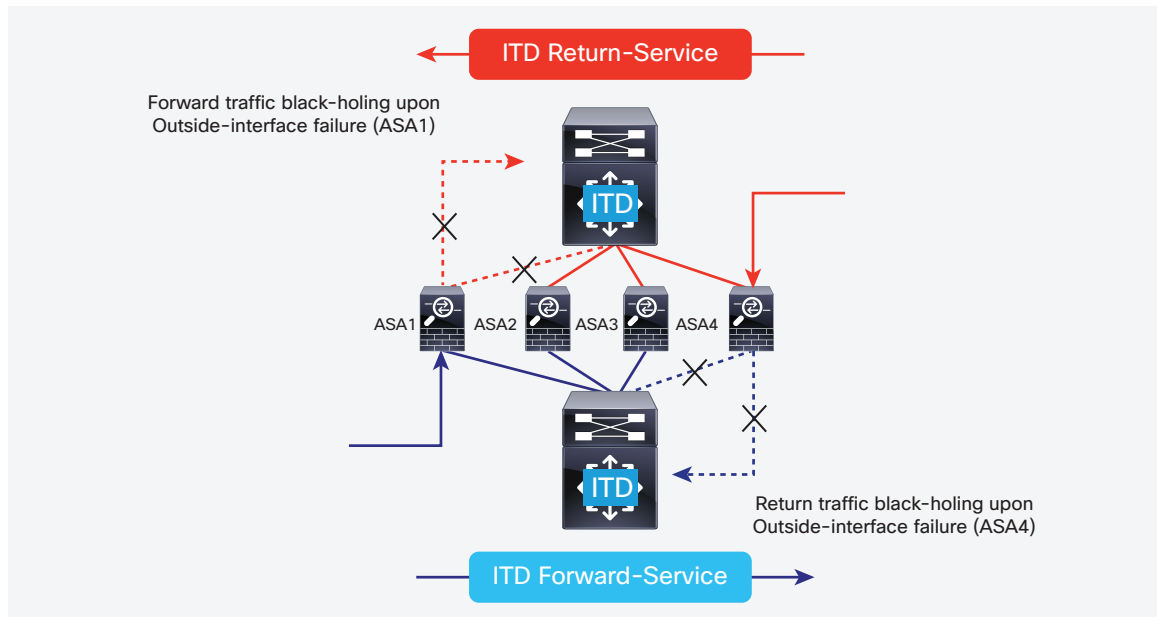 ITD Return-Service
Forward traffic black-holing upon
Outside-interface failure (ASA1)
ITD
ASA1
ASA2
ASA3
ASA4
ITD
Return traffic black-holing upon
Outside-interface failure (ASA4)
ITD Forward-Service